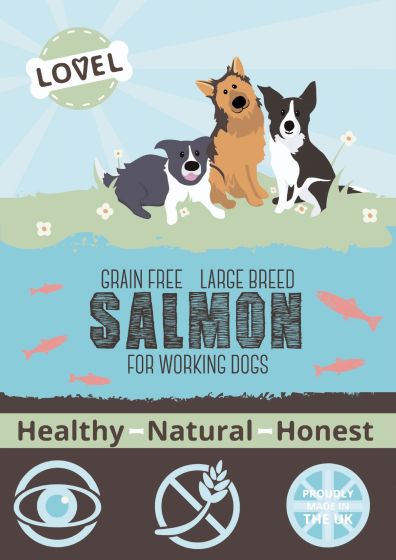 LOVEL
GRAIN FREE LARGE BREED
SALMON
FOR WORKING DOGS
Healthy - Natural - Honest
PROUDLY
MADE IN
THE UK